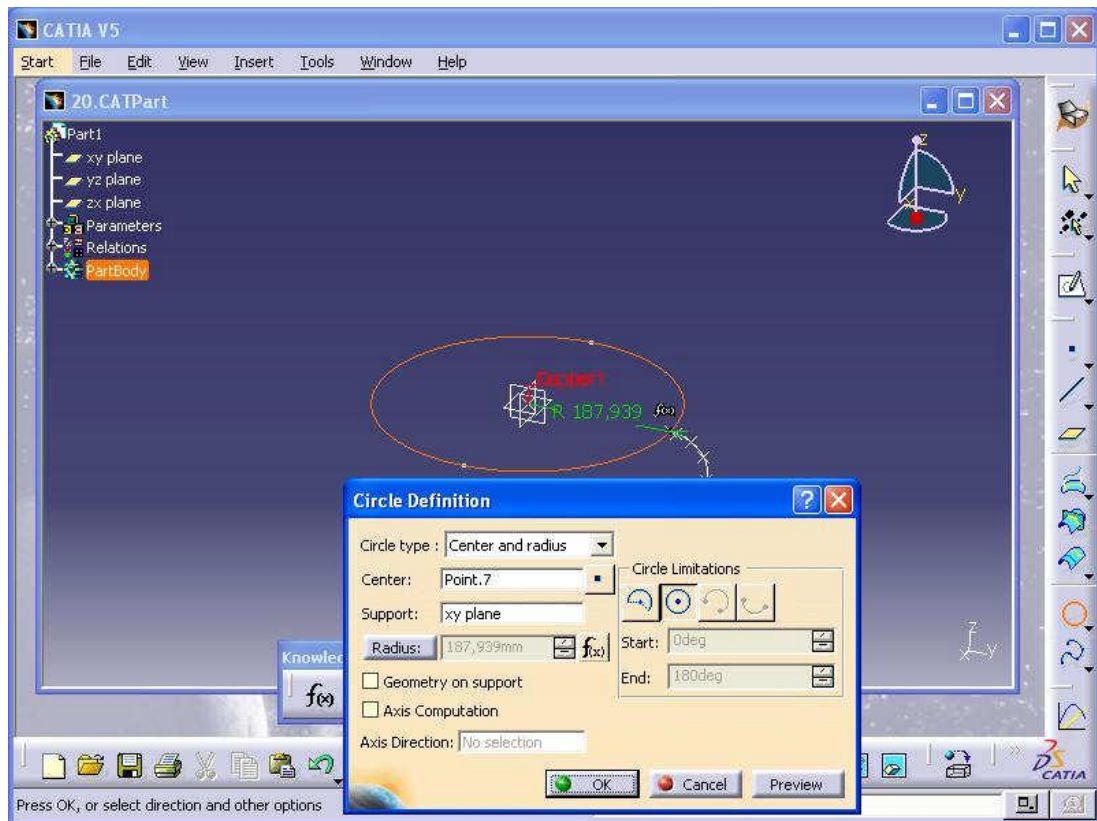 CATIA V5
Start File Edit View Insert Tools Window Help
20.CATPart
Part1
xy plane
yz plane
zx plane
Parameters
Relations
PartBody
z
y
x
Support
R 187,939 f(x)
Circle Definition
Circle type : Center and radius
Center: Point.7
Support: xy plane
Radius: 187,939mm f(x)
Geometry on support
Axis Computation
Axis Direction: No selection
Circle Limitations
Start: 0deg
End: 180deg
OK Cancel Preview
Knowle
f(x)
z
x y
CATIA
Press OK, or select direction and other options